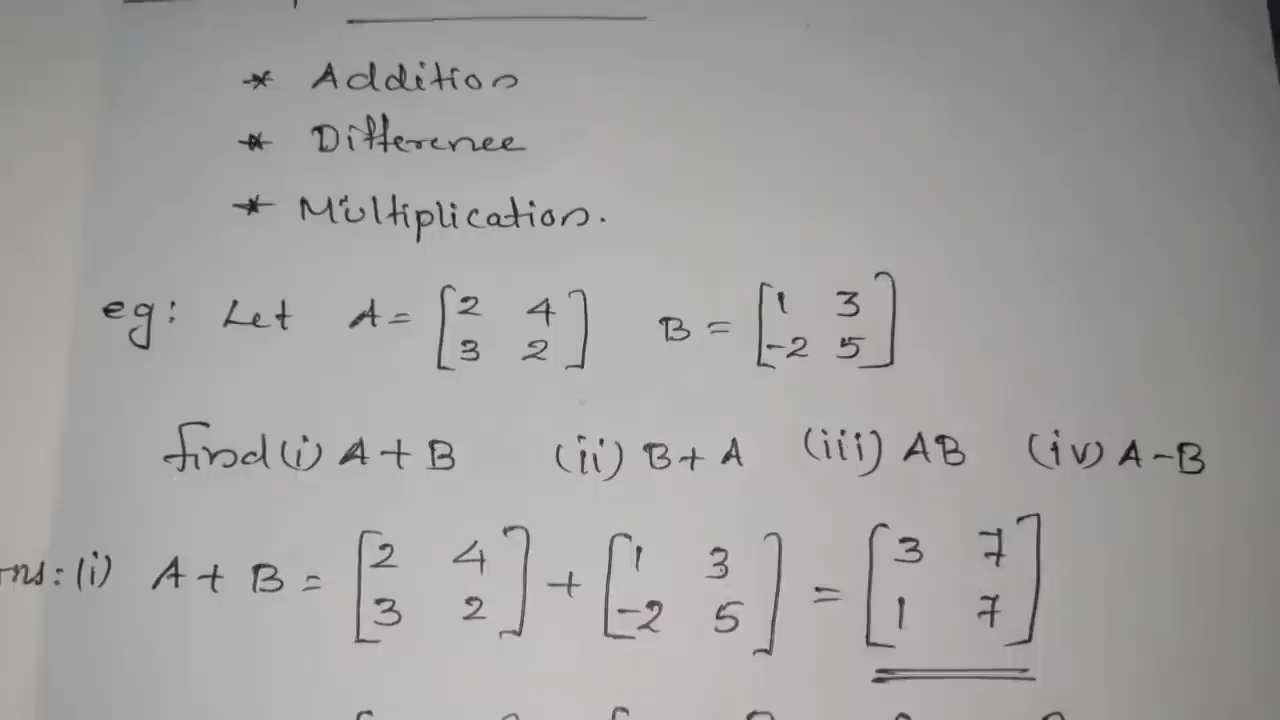 * Addition
* Difference
* Multiplication.
eg: Let A = [2 4; 3 2] B = [1 3; -2 5]
find (i) A + B (ii) B + A (iii) AB (iv) A - B
ns: (i) A + B = [2 4; 3 2] + [1 3; -2 5] = [3 7; 1 7]